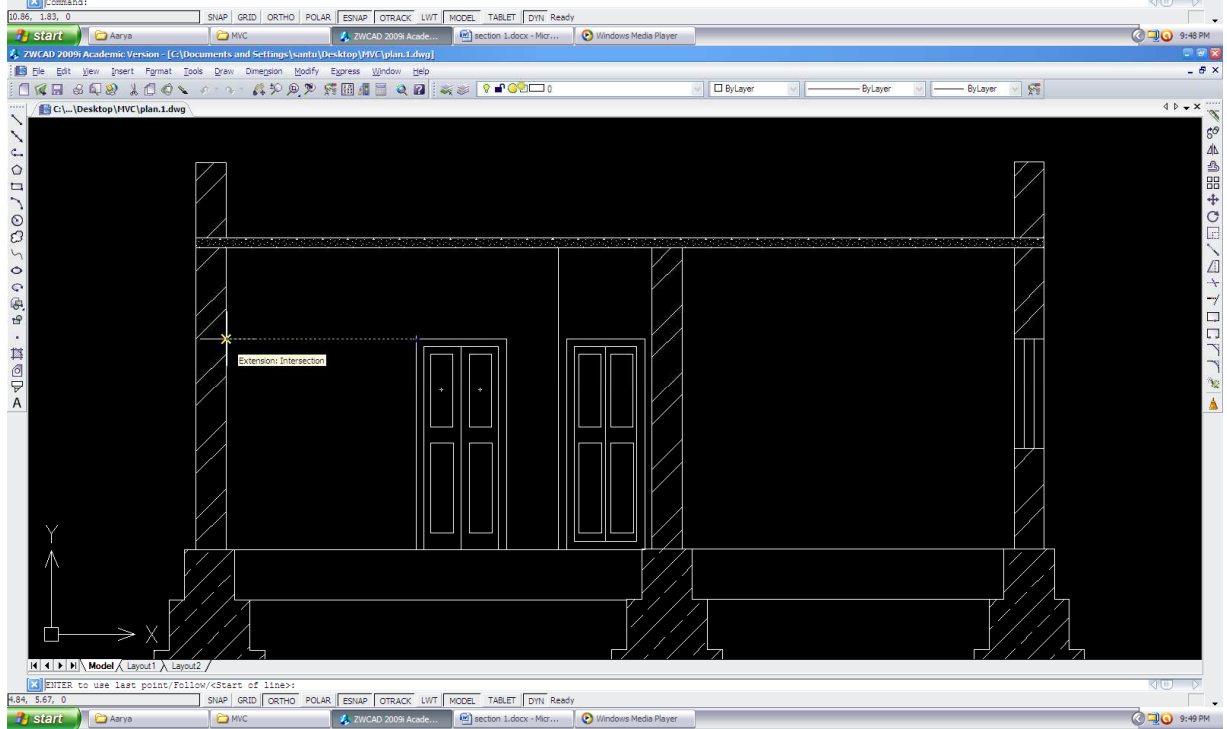 Command:
10.86, 1.83, 0 SNAP GRID ORTHO POLAR ESNAP OTRACK LWT MODEL TABLET DYN Ready
start Aarya MVC ZWCAD 2009i Acade... section 1.docx - Micr... Windows Media Player 9:48 PM
ZWCAD 2009i Academic Version - [C:\Documents and Settings\santu\Desktop\MVC\plan.1.dwg]
File Edit View Insert Format Tools Draw Dimension Modify Express Window Help
0 ByLayer ByLayer ByLayer
C:\...\Desktop\MVC\plan.1.dwg
Extension: Intersection
A
Y
X
Model Layout1 Layout2
ENTER to use last point/Follow/<Start of line>:
4.84, 5.67, 0 SNAP GRID ORTHO POLAR ESNAP OTRACK LWT MODEL TABLET DYN Ready
start Aarya MVC ZWCAD 2009i Acade... section 1.docx - Micr... Windows Media Player 9:49 PM